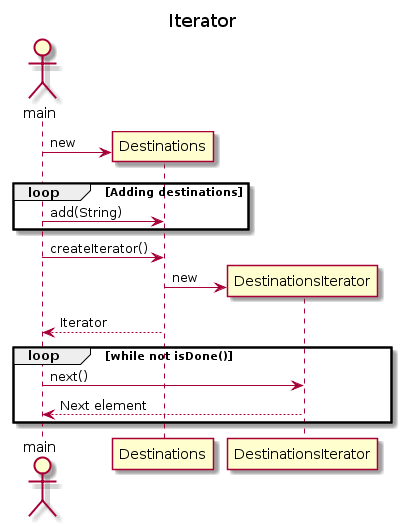 Iterator
main
new
Destinations
loop [Adding destinations]
add(String)
createIterator()
new
DestinationsIterator
Iterator
loop [while not isDone()]
next()
Next element
main
Destinations DestinationsIterator